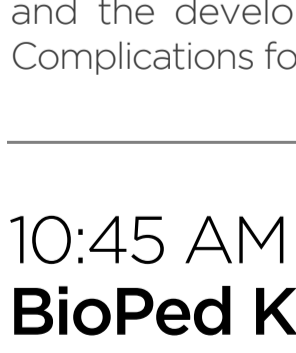 and the develo
Complications fo
10:45 AM
BioPed K